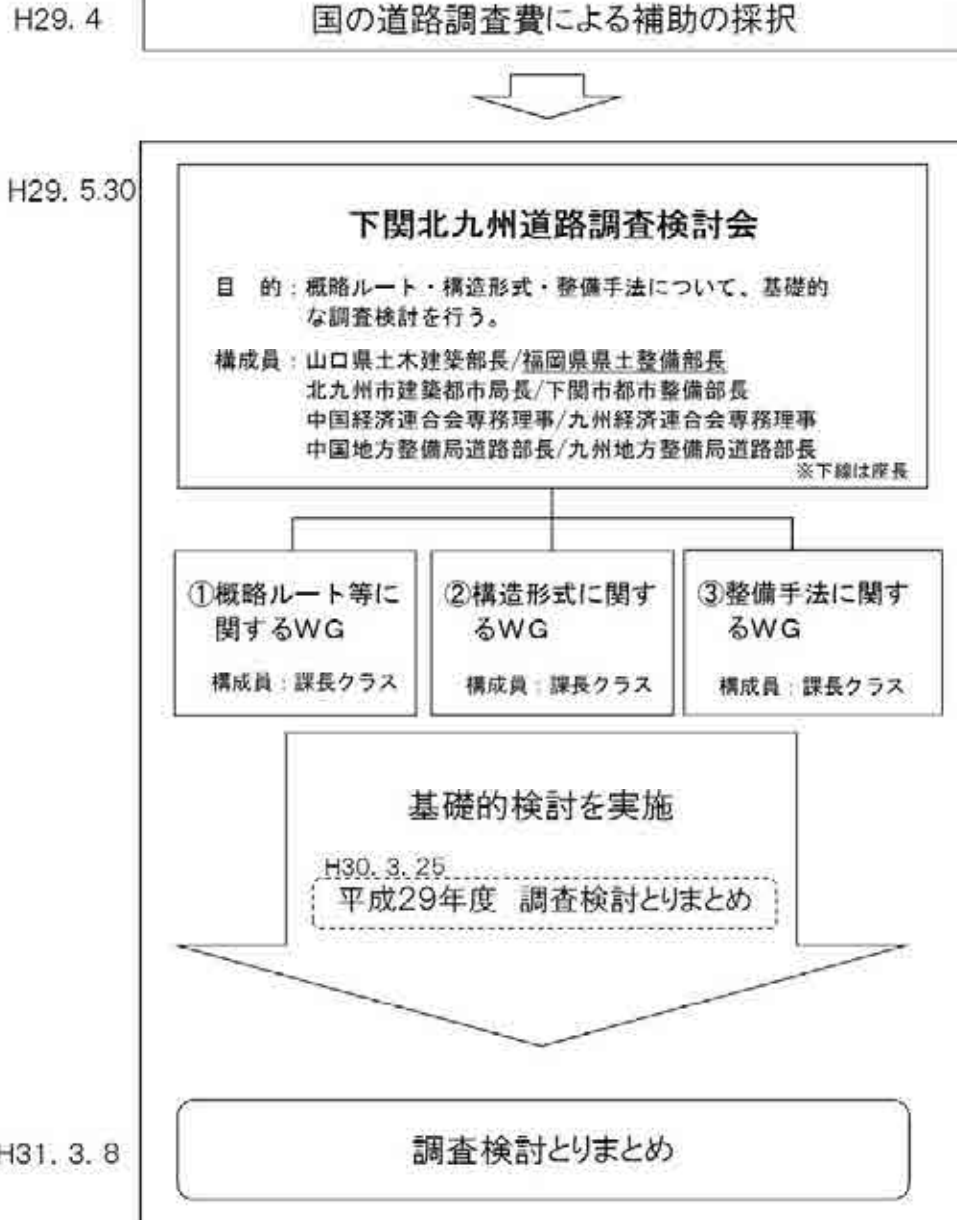 H29. 4
国の道路調査費による補助の採択
H29. 5.30
下関北九州道路調査検討会
目　的：概略ルート・構造形式・整備手法について、基礎的
な調査検討を行う。
構成員：山口県土木建築部長/福岡県県土整備部長
北九州市建築都市局長/下関市都市整備部長
中国経済連合会専務理事/九州経済連合会専務理事
中国地方整備局道路部長/九州地方整備局道路部長
※下線は座長
①概略ルート等に
関するWG
構成員：課長クラス
②構造形式に関す
るWG
構成員：課長クラス
③整備手法に関す
るWG
構成員：課長クラス
基礎的検討を実施
H30. 3. 25
平成29年度　調査検討とりまとめ
H31. 3. 8
調査検討とりまとめ